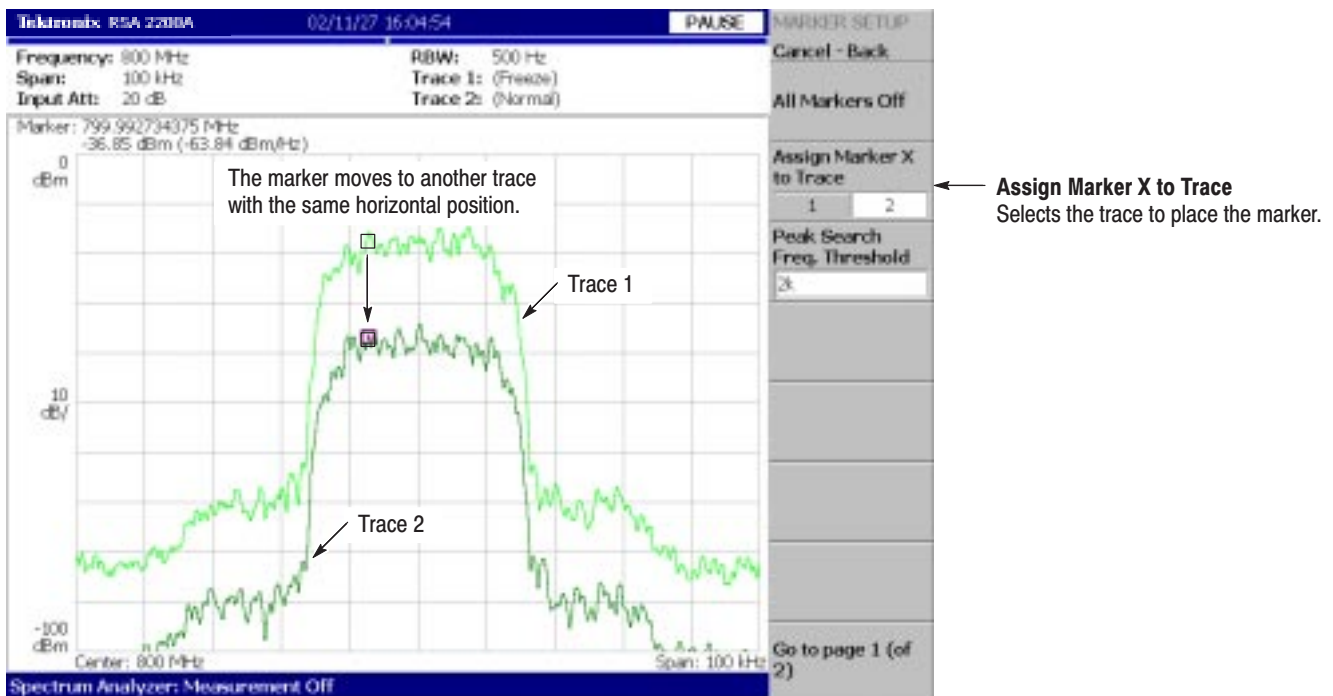 Tektronix RSA 2208A 02/11/27 16:04:54 PAUSE
Frequency: 800 MHz RBW: 500 Hz
Span: 100 kHz Trace 1: (Freeze)
Input Att: 20 dB Trace 2: (Normal)
Marker: 799.992734375 MHz
-36.85 dBm (-63.84 dBm/Hz)
0
dBm
The marker moves to another trace
with the same horizontal position.
Trace 1
10
dB/
Trace 2
-100
dBm
Center: 800 MHz Span: 100 kHz
Spectrum Analyzer: Measurement Off
MARKER SETUP
Cancel - Back
All Markers Off
Assign Marker X
to Trace
1 2
Peak Search
Freq. Threshold
2k
Go to page 1 (of
2)
Assign Marker X to Trace
Selects the trace to place the marker.